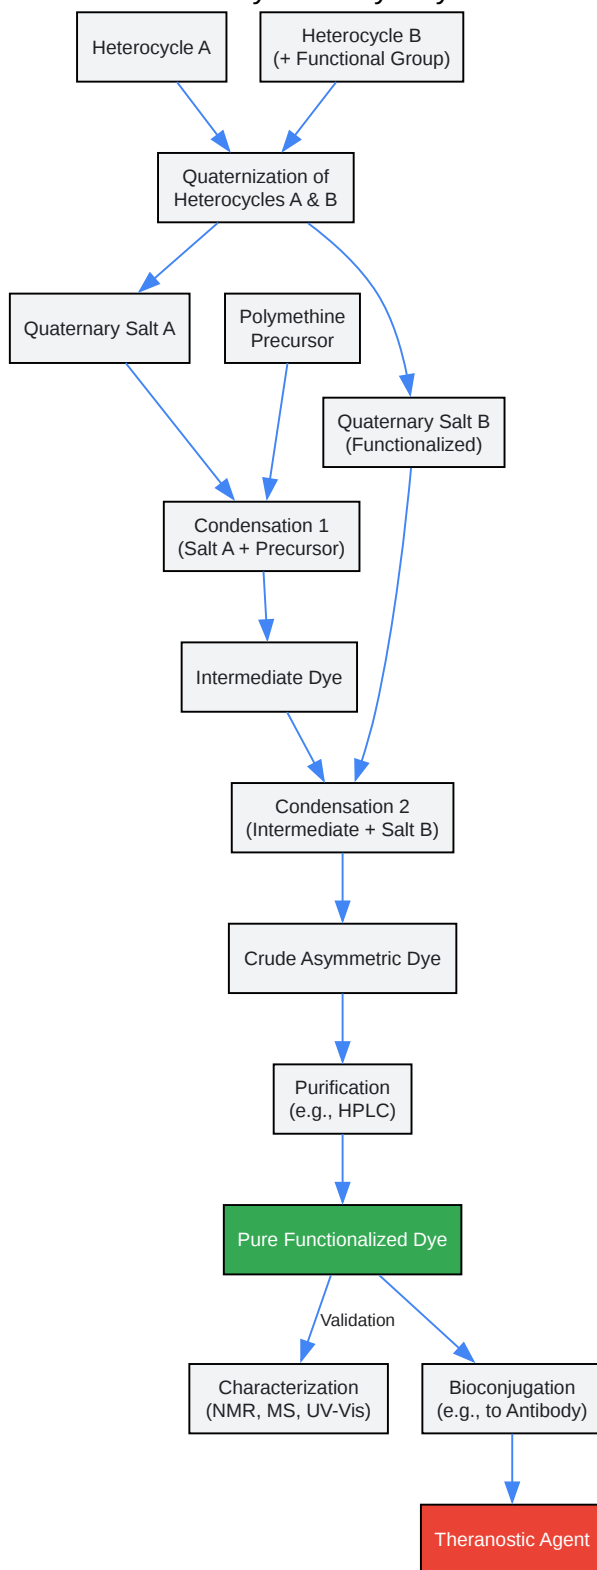 Heterocycle A
Heterocycle B
(+ Functional Group)
Quaternization of
Heterocycles A & B
Quaternary Salt A
Polymethine
Precursor
Quaternary Salt B
(Functionalized)
Condensation 1
(Salt A + Precursor)
Intermediate Dye
Condensation 2
(Intermediate + Salt B)
Crude Asymmetric Dye
Purification
(e.g., HPLC)
Pure Functionalized Dye
Validation
Characterization
(NMR, MS, UV-Vis)
Bioconjugation
(e.g., to Antibody)
Theranostic Agent